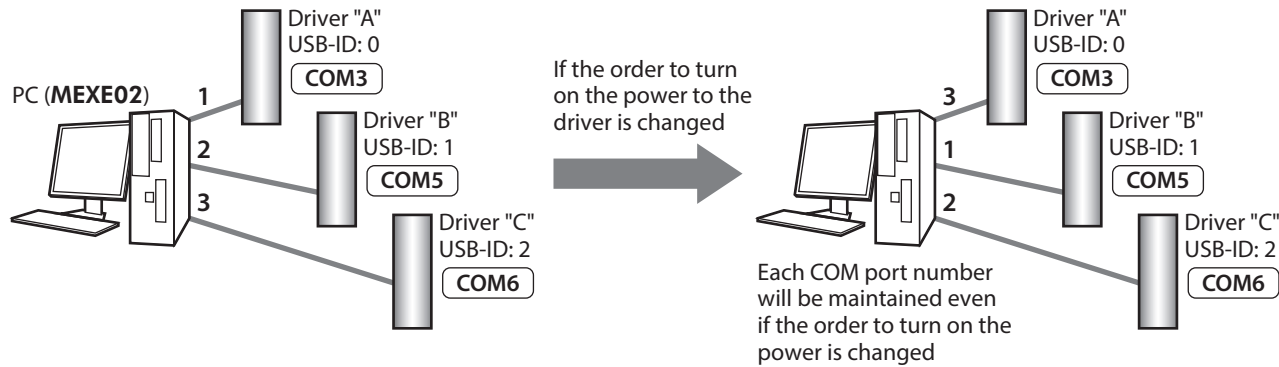 PC (MEXE02)
1
2
3
Driver "A"
USB-ID: 0
COM3
Driver "B"
USB-ID: 1
COM5
Driver "C"
USB-ID: 2
COM6
If the order to turn
on the power to the
driver is changed
3
1
2
Driver "A"
USB-ID: 0
COM3
Driver "B"
USB-ID: 1
COM5
Driver "C"
USB-ID: 2
COM6
Each COM port number
will be maintained even
if the order to turn on the
power is changed